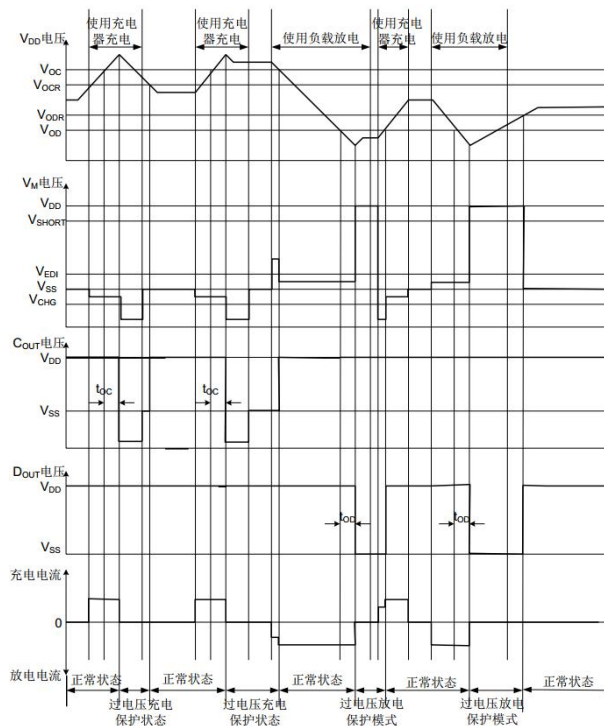 使用充电 使用充电 使用充
器充电 器充电 使用负载放电 电器充电 使用负载放电
VDD电压
VOC
VOCR
VODR
VOD
VM电压
VDD
VSHORT
VEDI
VSS
VCHG
COUT电压
VDD
tOC tOC
VSS
DOUT电压
VDD
tOD tOD
VSS
充电电流
0
放电电流
正常状态 正常状态 正常状态 正常状态 正常状态
过电压充电 过电压充电 过电压放电 过电压放电
保护状态 保护状态 保护模式 保护模式